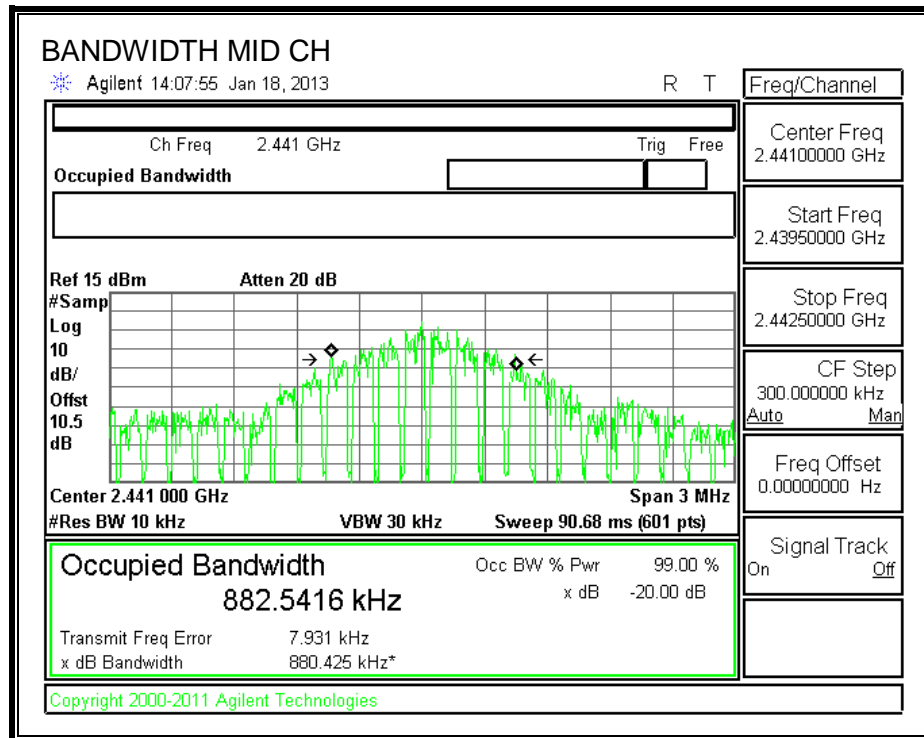 BANDWIDTH MID CH
Agilent 14:07:55 Jan 18, 2013 R T
Freq/Channel
Ch Freq 2.441 GHz Trig Free
Occupied Bandwidth
Center Freq
2.44100000 GHz
Start Freq
2.43950000 GHz
Stop Freq
2.44250000 GHz
CF Step
300.000000 kHz
Auto Man
Freq Offset
0.00000000 Hz
Signal Track
On Off
Ref 15 dBm Atten 20 dB
#Samp
Log
10
dB/
Offst
10.5
dB
Center 2.441 000 GHz Span 3 MHz
#Res BW 10 kHz VBW 30 kHz Sweep 90.68 ms (601 pts)
Occupied Bandwidth Occ BW % Pwr 99.00 %
882.5416 kHz x dB -20.00 dB
Transmit Freq Error 7.931 kHz
x dB Bandwidth 880.425 kHz*
Copyright 2000-2011 Agilent Technologies